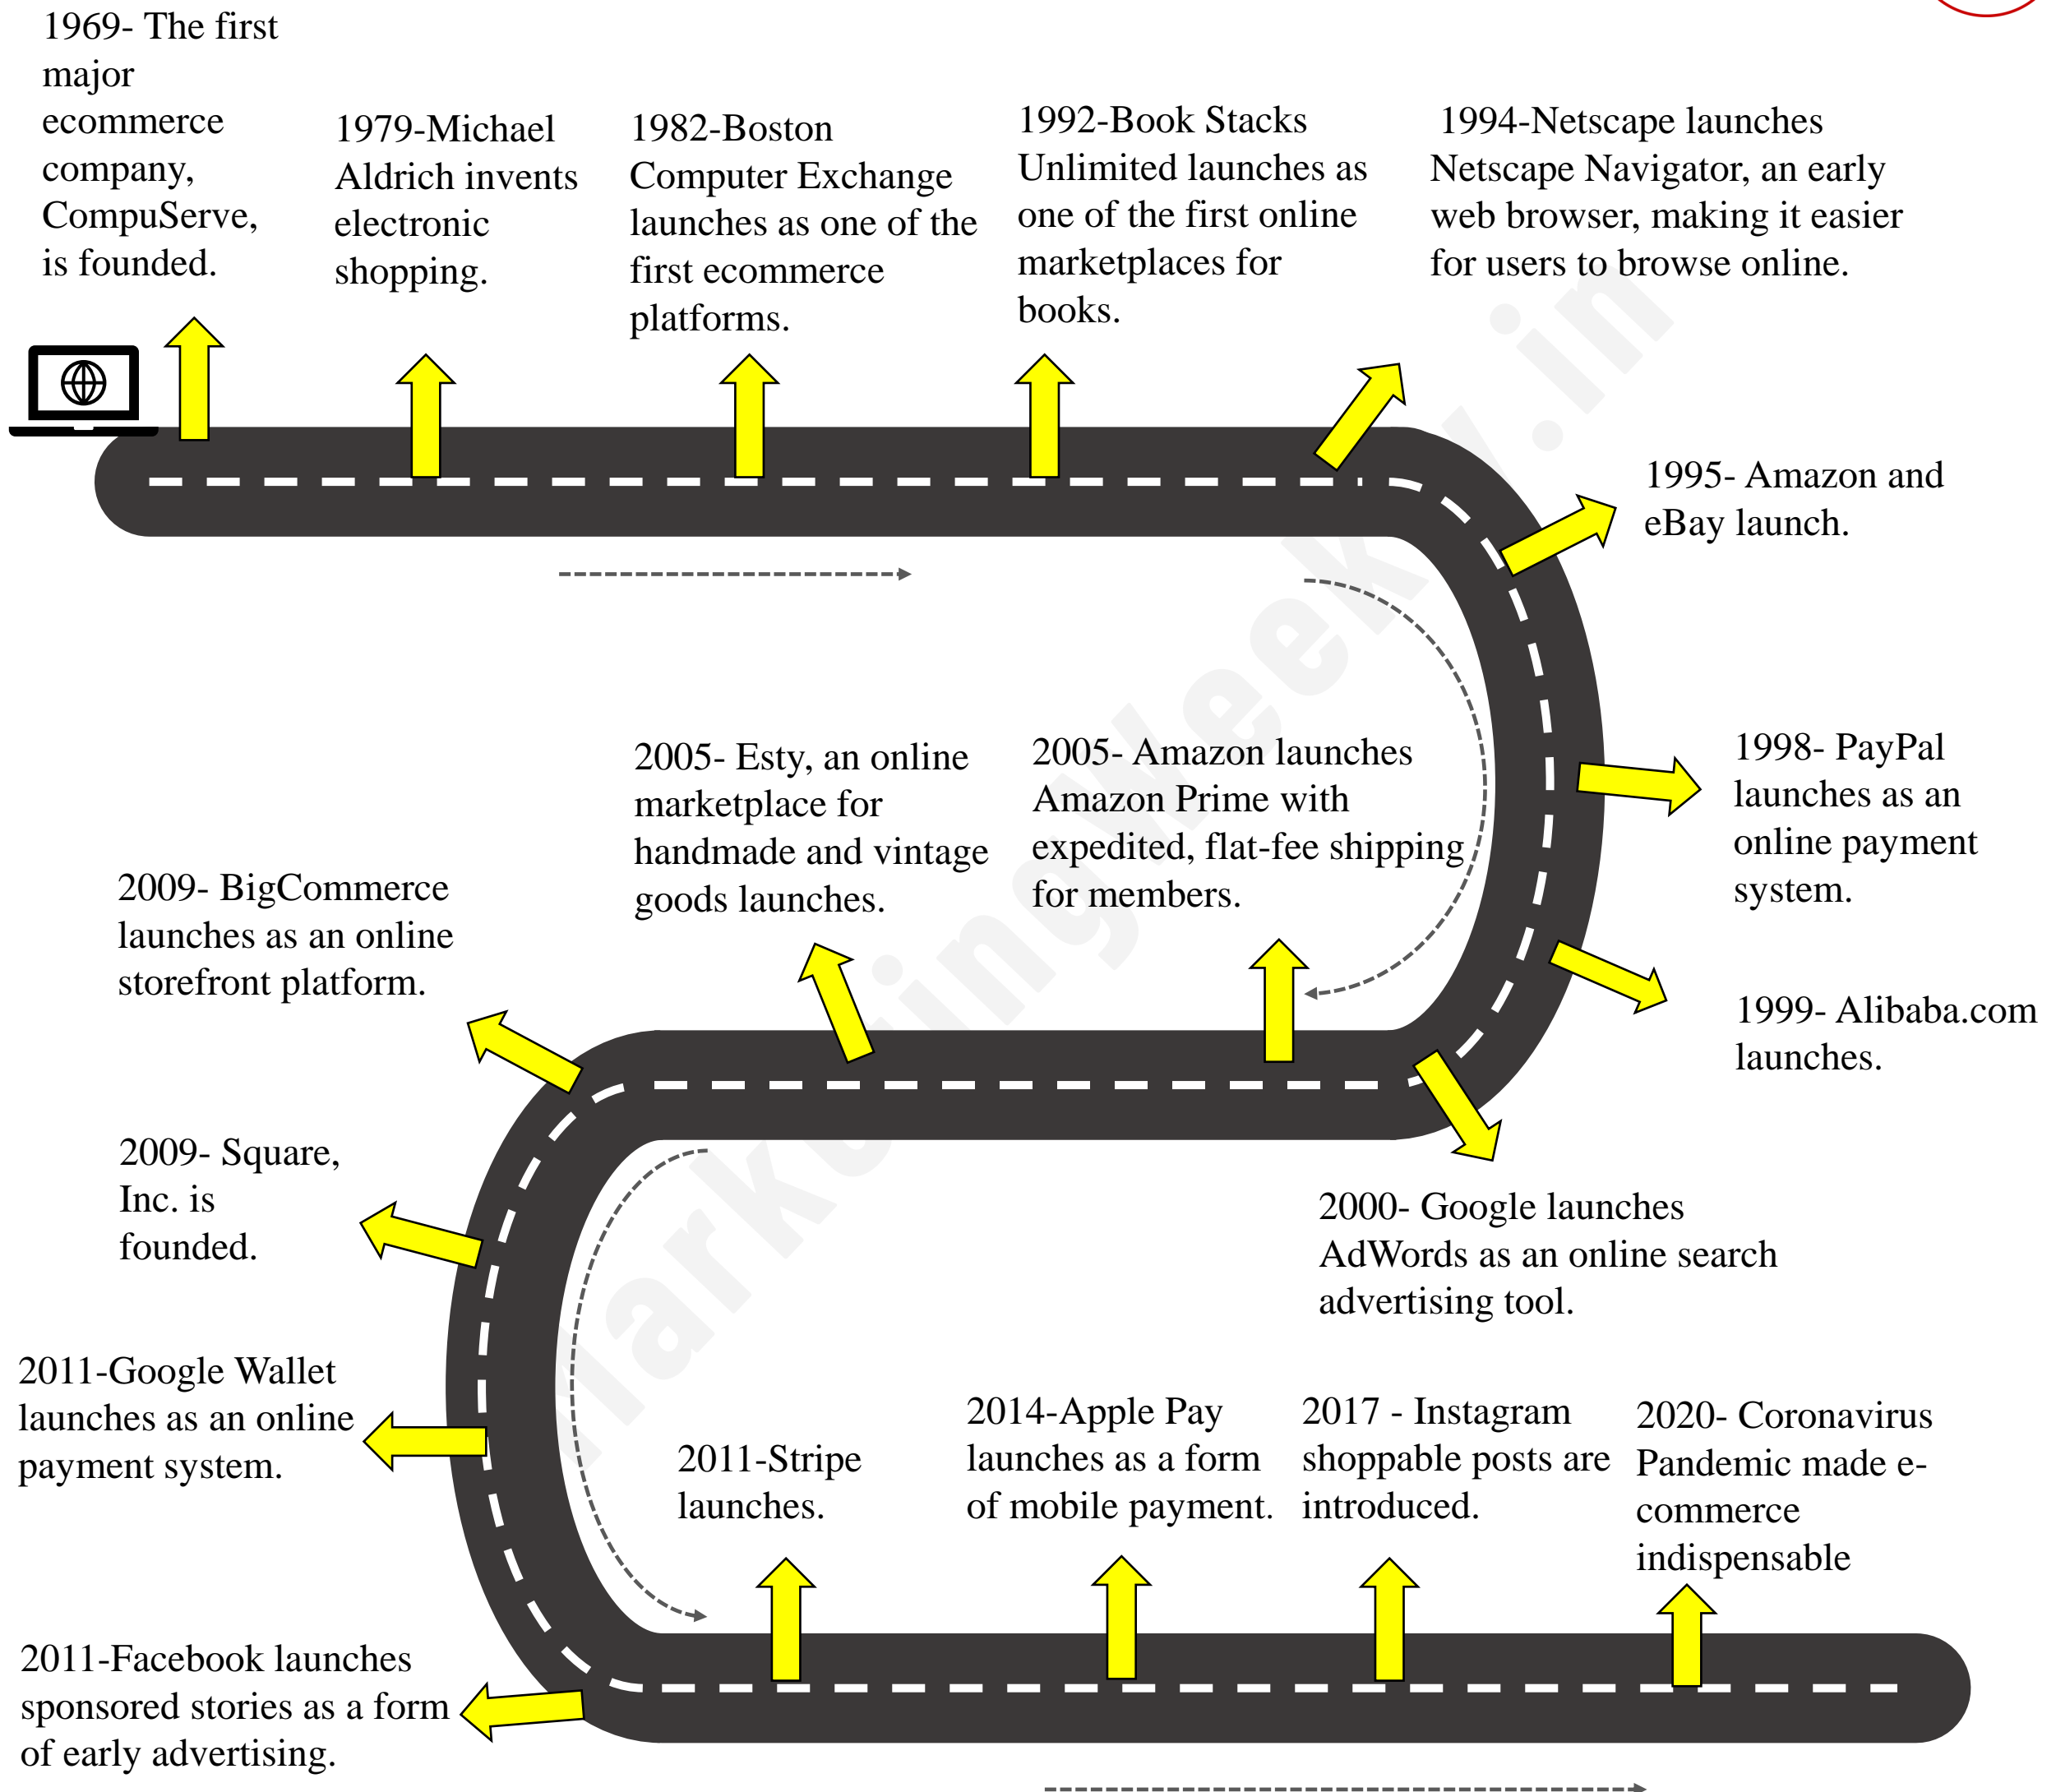 1969- The first
major
ecommerce
company,
CompuServe,
is founded.
1979-Michael
Aldrich invents
electronic
shopping.
1982-Boston
Computer Exchange
launches as one of the
first ecommerce
platforms.
1992-Book Stacks
Unlimited launches as
one of the first online
marketplaces for
books.
1994-Netscape launches
Netscape Navigator, an early
web browser, making it easier
for users to browse online.
1995- Amazon and
eBay launch.
1998- PayPal
launches as an
online payment
system.
1999- Alibaba.com
launches.
2000- Google launches
AdWords as an online search
advertising tool.
2005- Amazon launches
Amazon Prime with
expedited, flat-fee shipping
for members.
2005- Esty, an online
marketplace for
handmade and vintage
goods launches.
2009- BigCommerce
launches as an online
storefront platform.
2009- Square,
Inc. is
founded.
2011-Google Wallet
launches as an online
payment system.
2011-Facebook launches
sponsored stories as a form
of early advertising.
2011-Stripe
launches.
2014-Apple Pay
launches as a form
of mobile payment.
2017 - Instagram
shoppable posts are
introduced.
2020- Coronavirus
Pandemic made e-
commerce
indispensable
MarketingWeekly.in